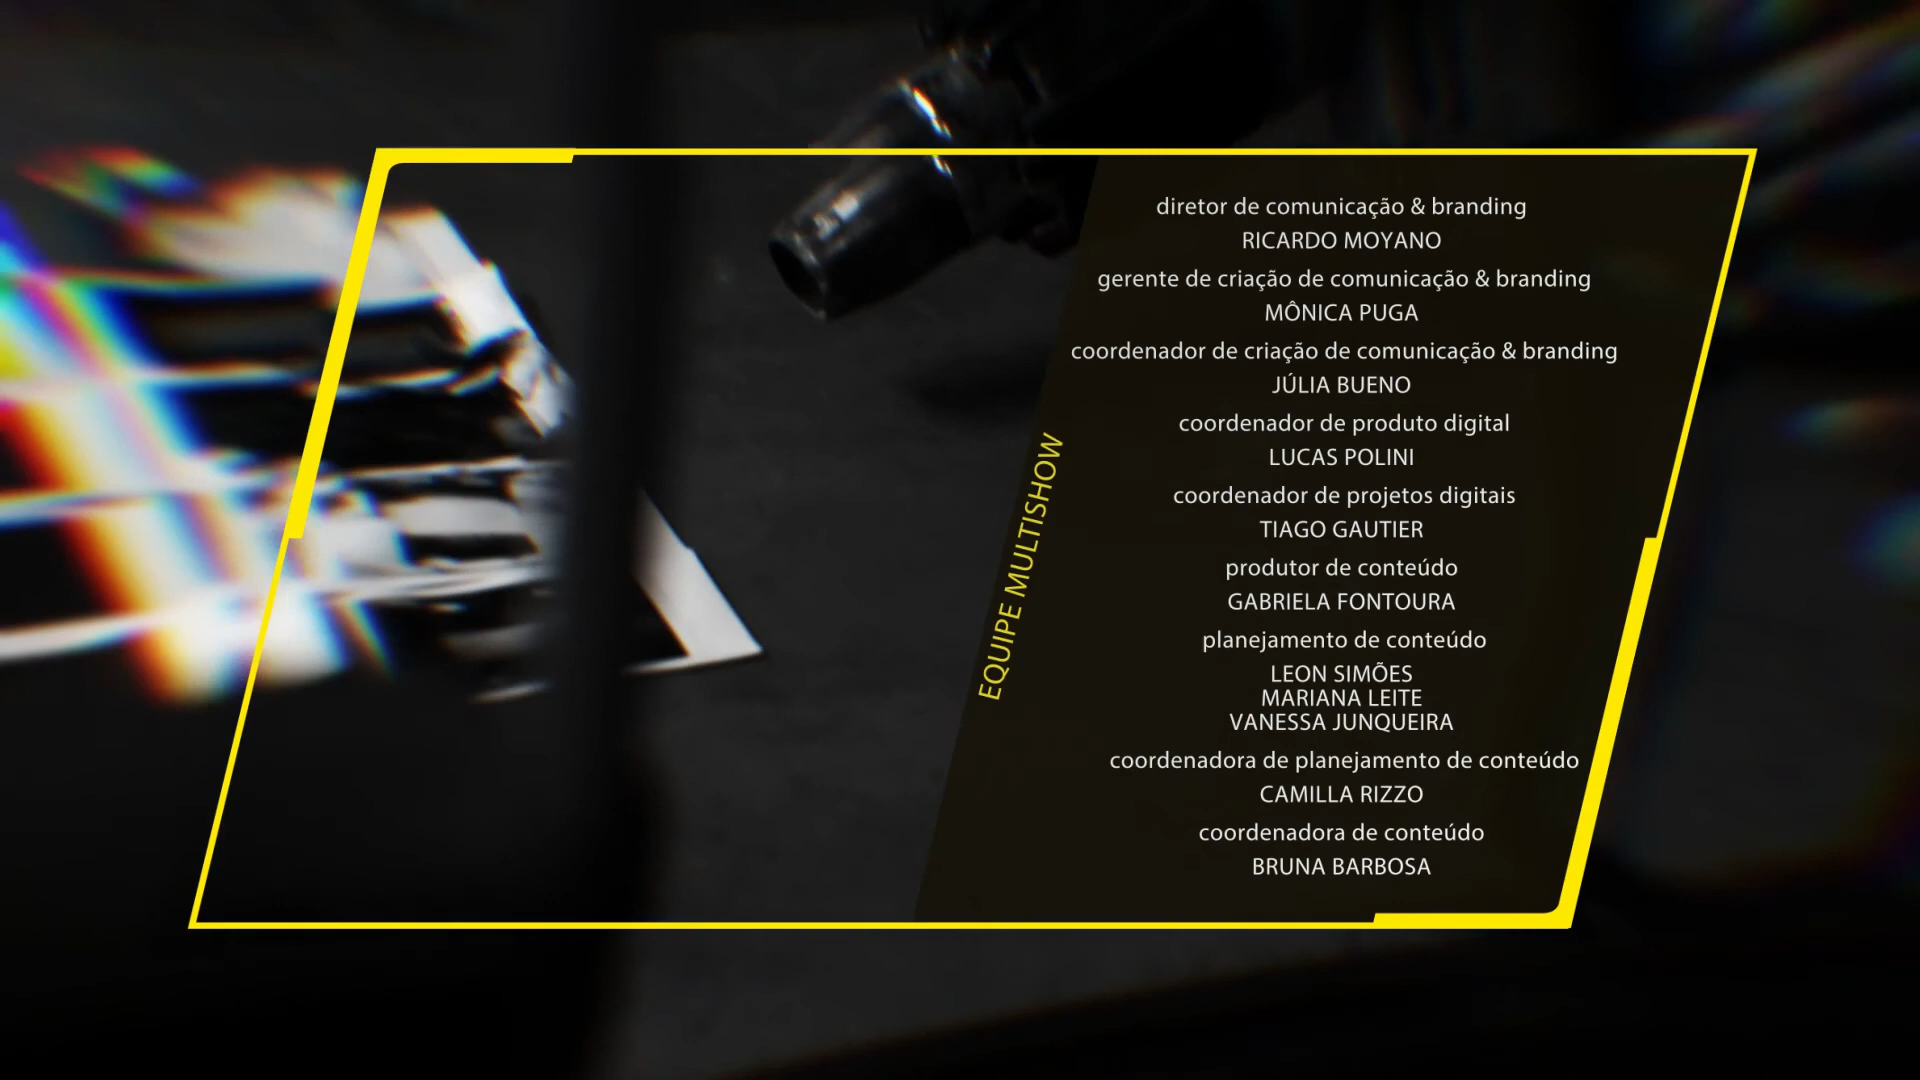 EQUIPE MULTISHOW
diretor de comunicação & branding
RICARDO MOYANO
gerente de criação de comunicação & branding
MÔNICA PUGA
coordenador de criação de comunicação & branding
JÚLIA BUENO
coordenador de produto digital
LUCAS POLINI
coordenador de projetos digitais
TIAGO GAUTIER
produtor de conteúdo
GABRIELA FONTOURA
planejamento de conteúdo
LEON SIMÕES
MARIANA LEITE
VANESSA JUNQUEIRA
coordenadora de planejamento de conteúdo
CAMILLA RIZZO
coordenadora de conteúdo
BRUNA BARBOSA